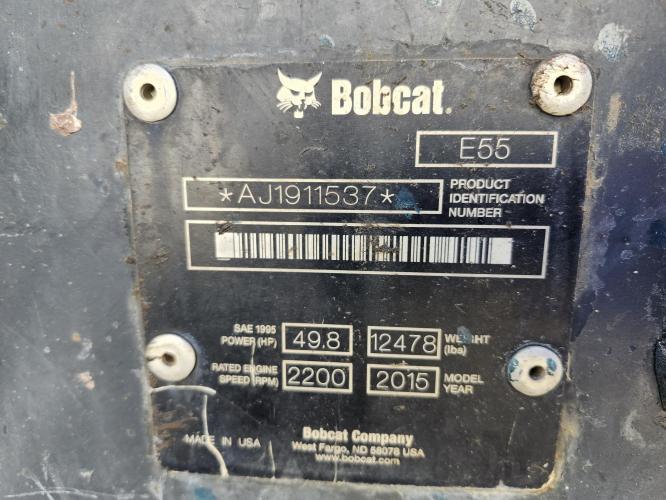 Bobcat.
E55
*AJ1911537*
PRODUCT
IDENTIFICATION
NUMBER
SAE 1995
POWER (HP)
49.8
12478
WEIGHT
(lbs)
RATED ENGINE
SPEED (RPM)
2200
2015
MODEL
YEAR
MADE IN USA
Bobcat Company
West Fargo, ND 58078 USA
www.bobcat.com